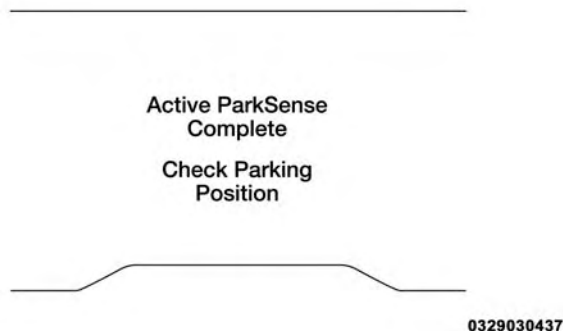 Active ParkSense
Complete
Check Parking
Position
0329030437